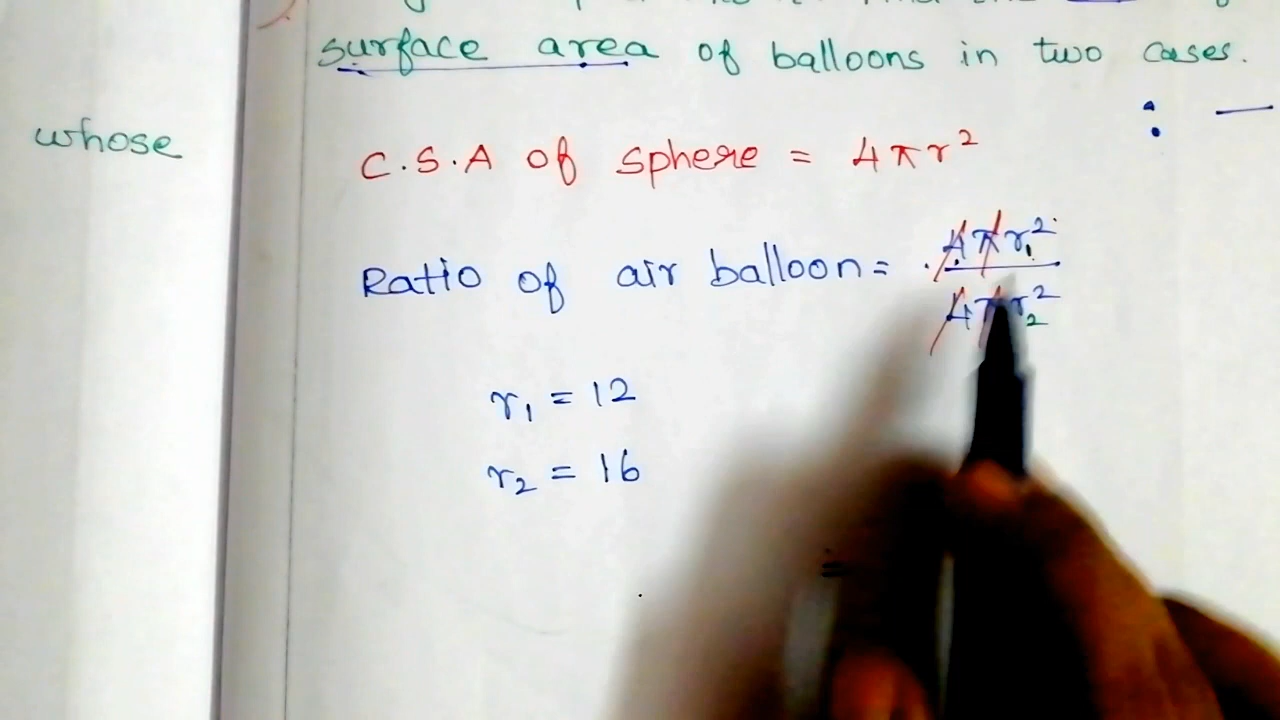 surface area of balloons in two cases.
whose
C.S.A of sphere = 4πr²
Ratio of air balloon = 4πr₁² / 4πr₂²
r₁ = 12
r₂ = 16
=